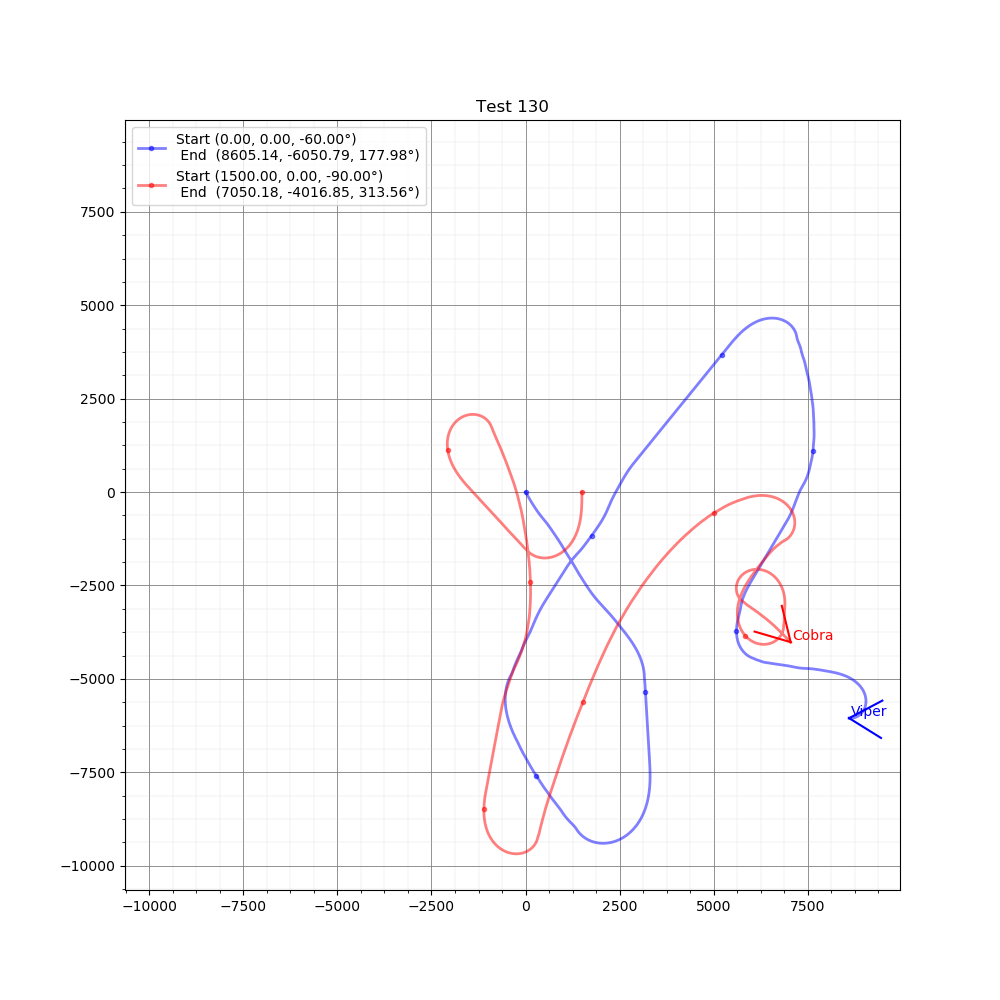 Test 130
Start (0.00, 0.00, -60.00°)
End  (8605.14, -6050.79, 177.98°)
Start (1500.00, 0.00, -90.00°)
End  (7050.18, -4016.85, 313.56°)
7500
5000
2500
0
−2500
−5000
−7500
−10000
Cobra
Viper
−10000 −7500 −5000 −2500 0 2500 5000 7500